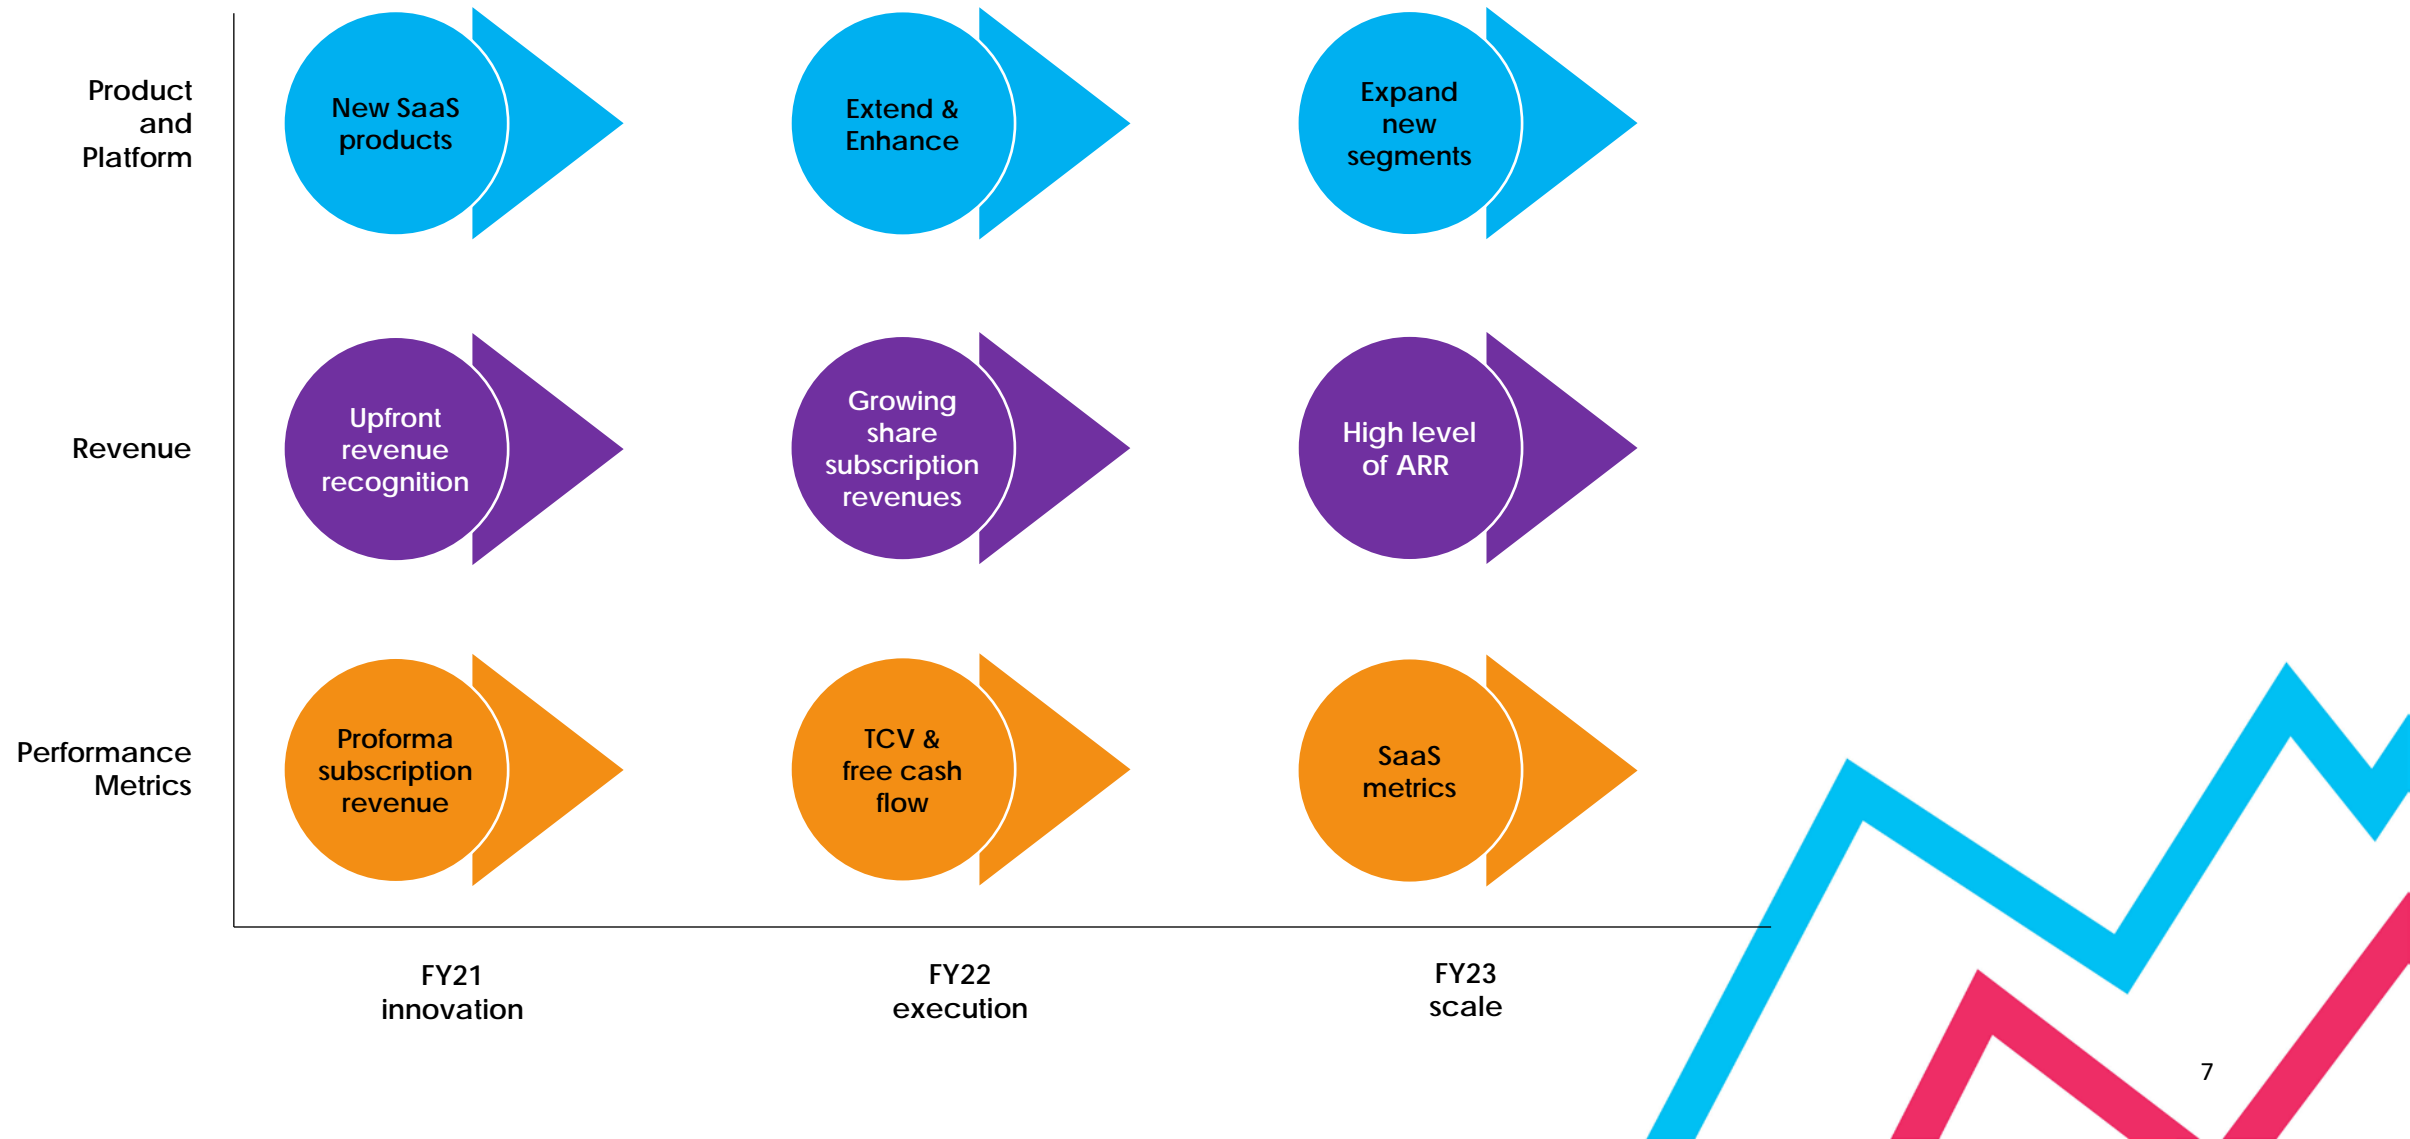 Product
and
Platform
New SaaS
products
Extend &
Enhance
Expand
new
segments
Revenue
Upfront
revenue
recognition
Growing
share
subscription
revenues
High level
of ARR
Performance
Metrics
Proforma
subscription
revenue
TCV &
free cash
flow
SaaS
metrics
FY21
innovation
FY22
execution
FY23
scale
7